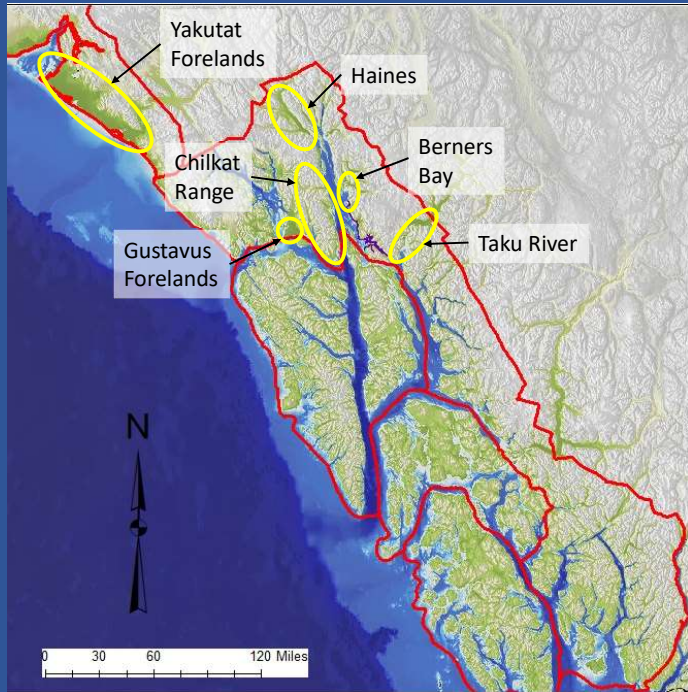 Yakutat
Forelands
Haines
Chilkat
Range
Berners
Bay
Gustavus
Forelands
Taku River
N
0 30 60 120 Miles